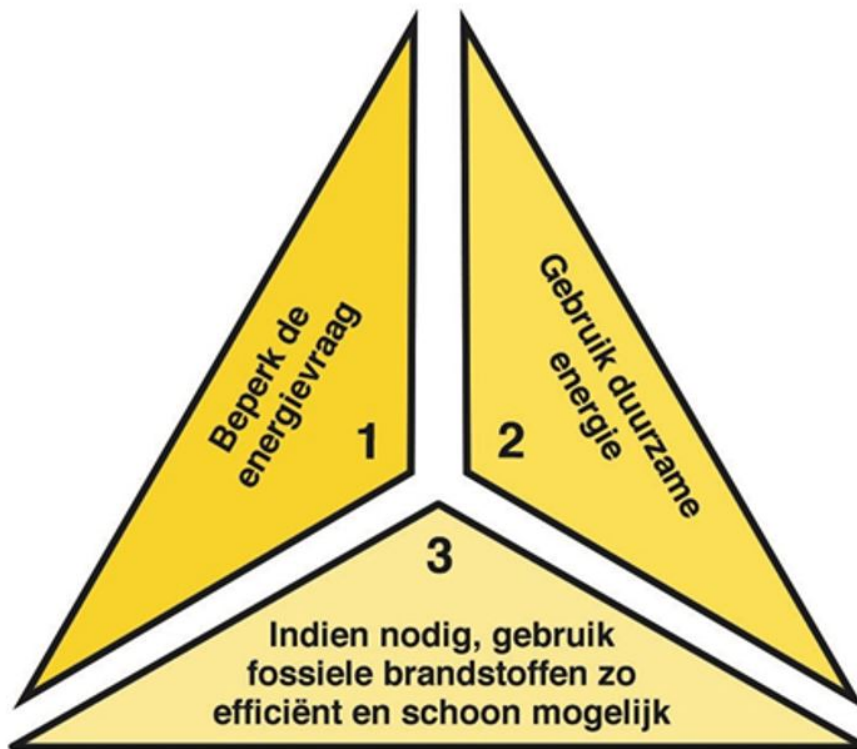 Beperk de
energievraag
1
Gebruik duurzame
energie
2
3
Indien nodig, gebruik
fossiele brandstoffen zo
efficiënt en schoon mogelijk